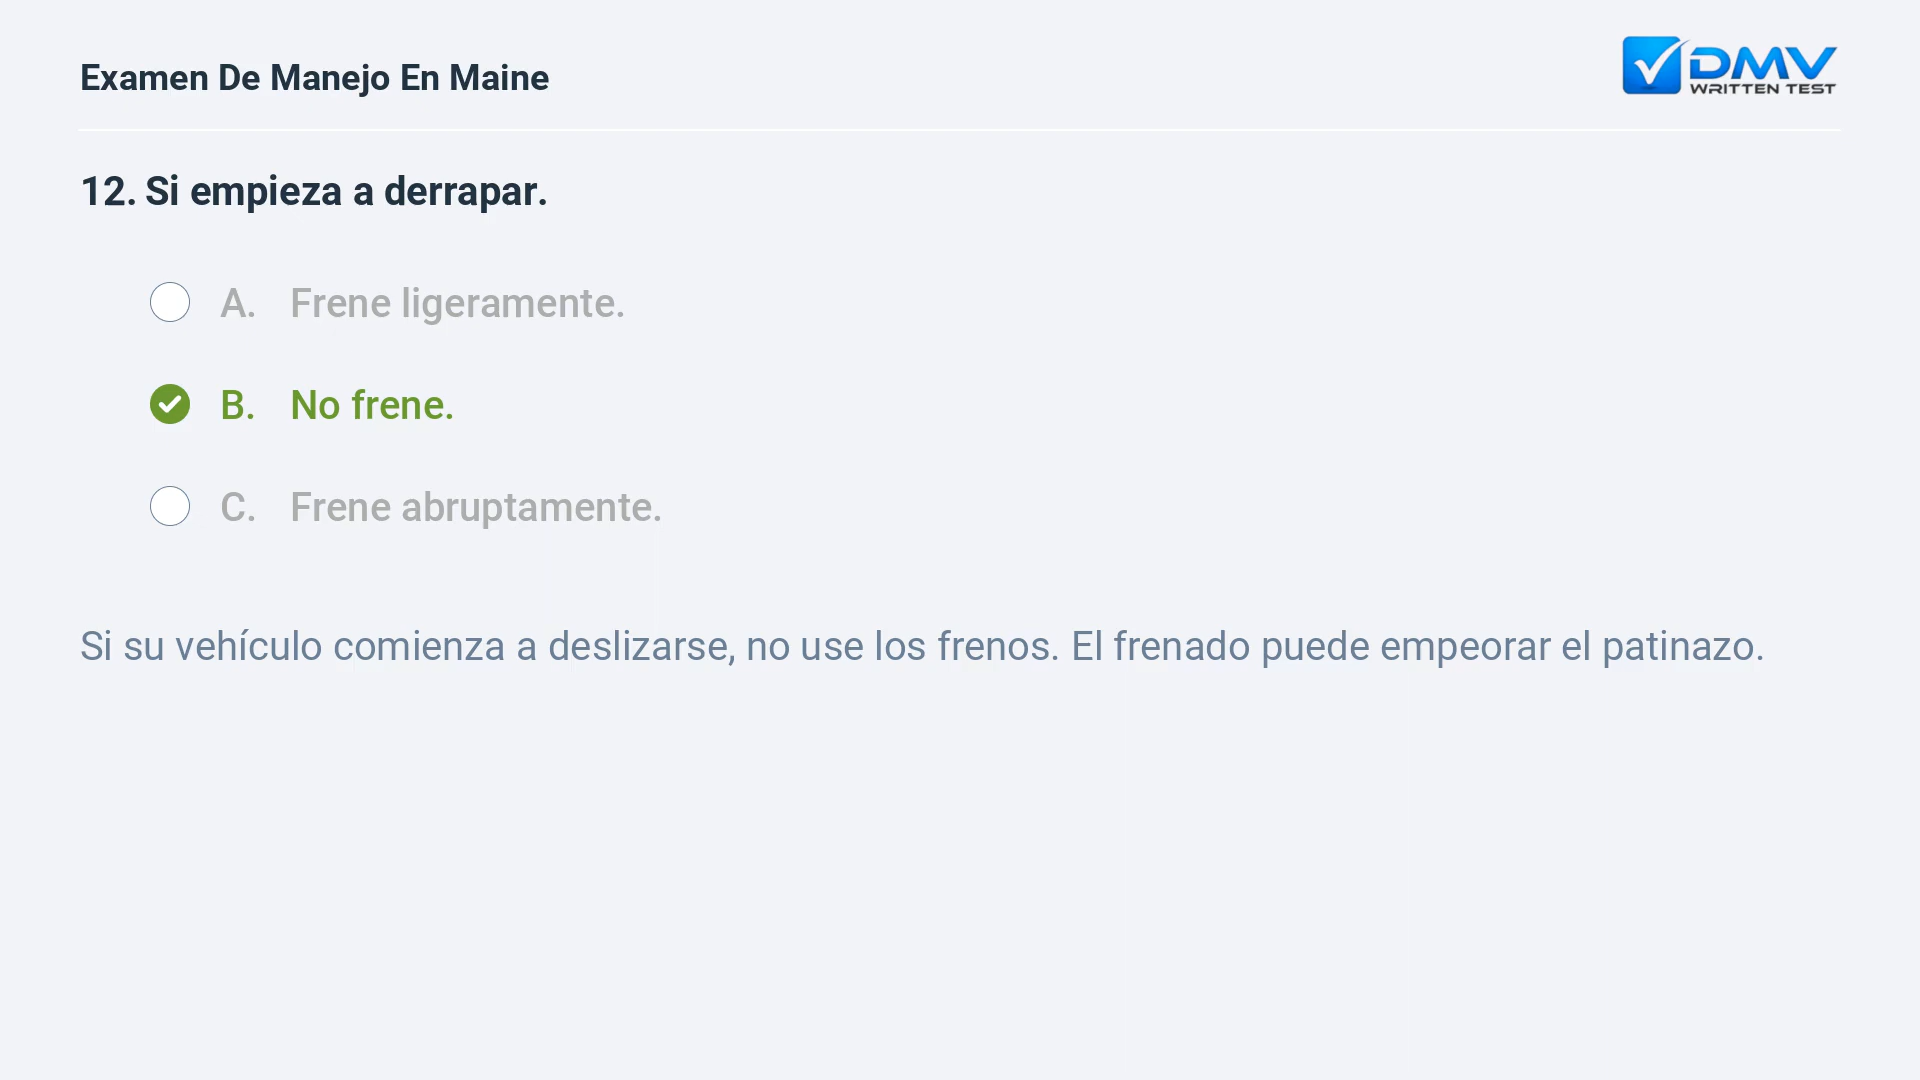 Examen De Manejo En Maine
DMV
WRITTEN TEST
12. Si empieza a derrapar.
A. Frene ligeramente.
B. No frene.
C. Frene abruptamente.
Si su vehículo comienza a deslizarse, no use los frenos. El frenado puede empeorar el patinazo.